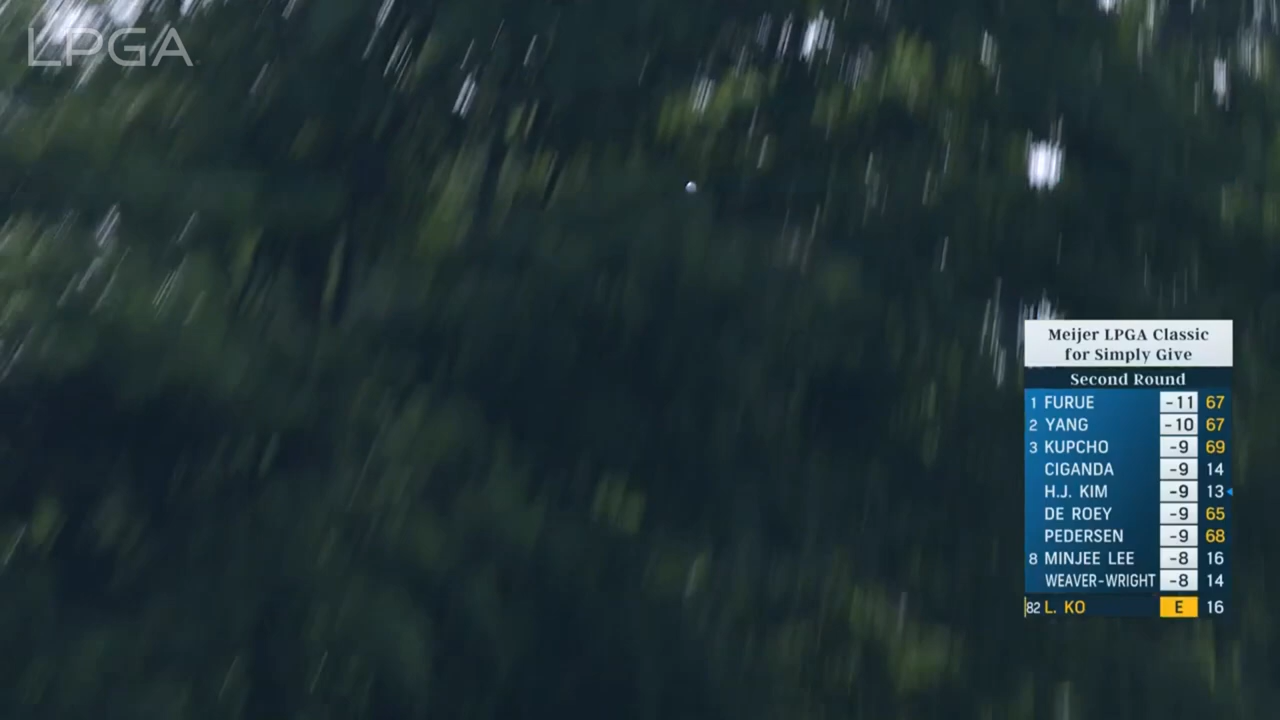 LPGA
Meijer LPGA Classic
for Simply Give
Second Round
1 FURUE -11 67
2 YANG -10 67
3 KUPCHO -9 69
CIGANDA -9 14
H.J. KIM -9 13
DE ROEY -9 65
PEDERSEN -9 68
8 MINJEE LEE -8 16
WEAVER-WRIGHT -8 14
82 L. KO E 16